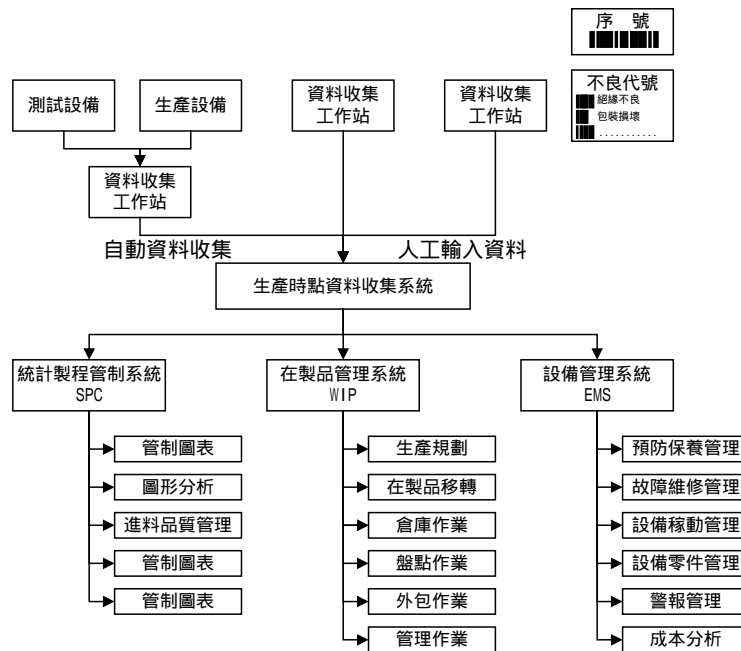 序 號
不良代號
絕緣不良
包裝損壞
...........
測試設備
生產設備
資料收集
工作站
資料收集
工作站
資料收集
工作站
自動資料收集
人工輸入資料
生產時點資料收集系統
統計製程管制系統
SPC
在製品管理系統
WIP
設備管理系統
EMS
管制圖表
圖形分析
進料品質管理
管制圖表
管制圖表
生產規劃
在製品移轉
倉庫作業
盤點作業
外包作業
管理作業
預防保養管理
故障維修管理
設備稼動管理
設備零件管理
警報管理
成本分析